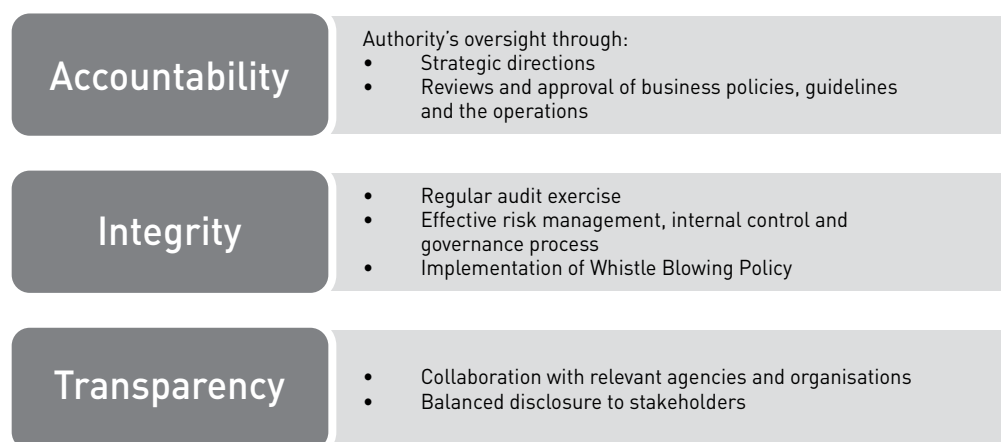 Accountability
Authority's oversight through:
• Strategic directions
• Reviews and approval of business policies, guidelines
and the operations
Integrity
• Regular audit exercise
• Effective risk management, internal control and
governance process
• Implementation of Whistle Blowing Policy
Transparency
• Collaboration with relevant agencies and organisations
• Balanced disclosure to stakeholders